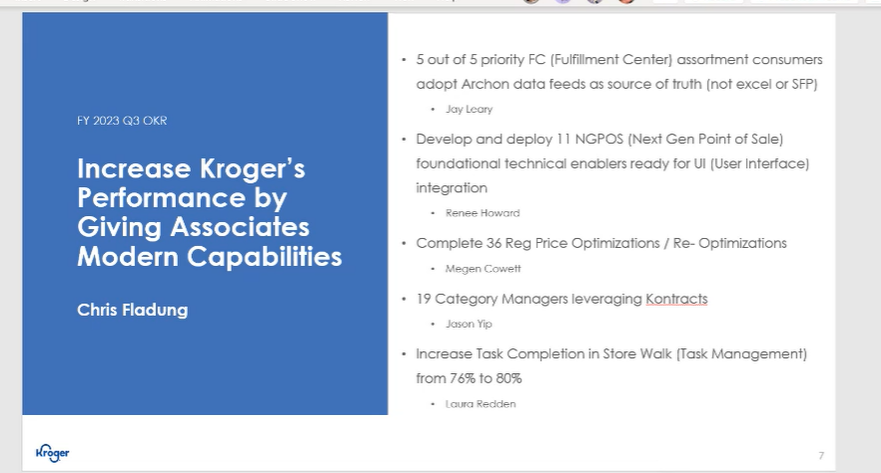 FY 2023 Q3 OKR
Increase Kroger's
Performance by
Giving Associates
Modern Capabilities
Chris Fladung
• 5 out of 5 priority FC (Fulfillment Center) assortment consumers
adopt Archon data feeds as source of truth (not excel or SFP)
• Jay Leary
• Develop and deploy 11 NGPOS (Next Gen Point of Sale)
foundational technical enablers ready for UI (User Interface)
integration
• Renee Howard
• Complete 36 Reg Price Optimizations / Re- Optimizations
• Megen Cowett
• 19 Category Managers leveraging Kontracts
• Jason Yip
• Increase Task Completion in Store Walk (Task Management)
from 76% to 80%
• Laura Redden
Kroger
7